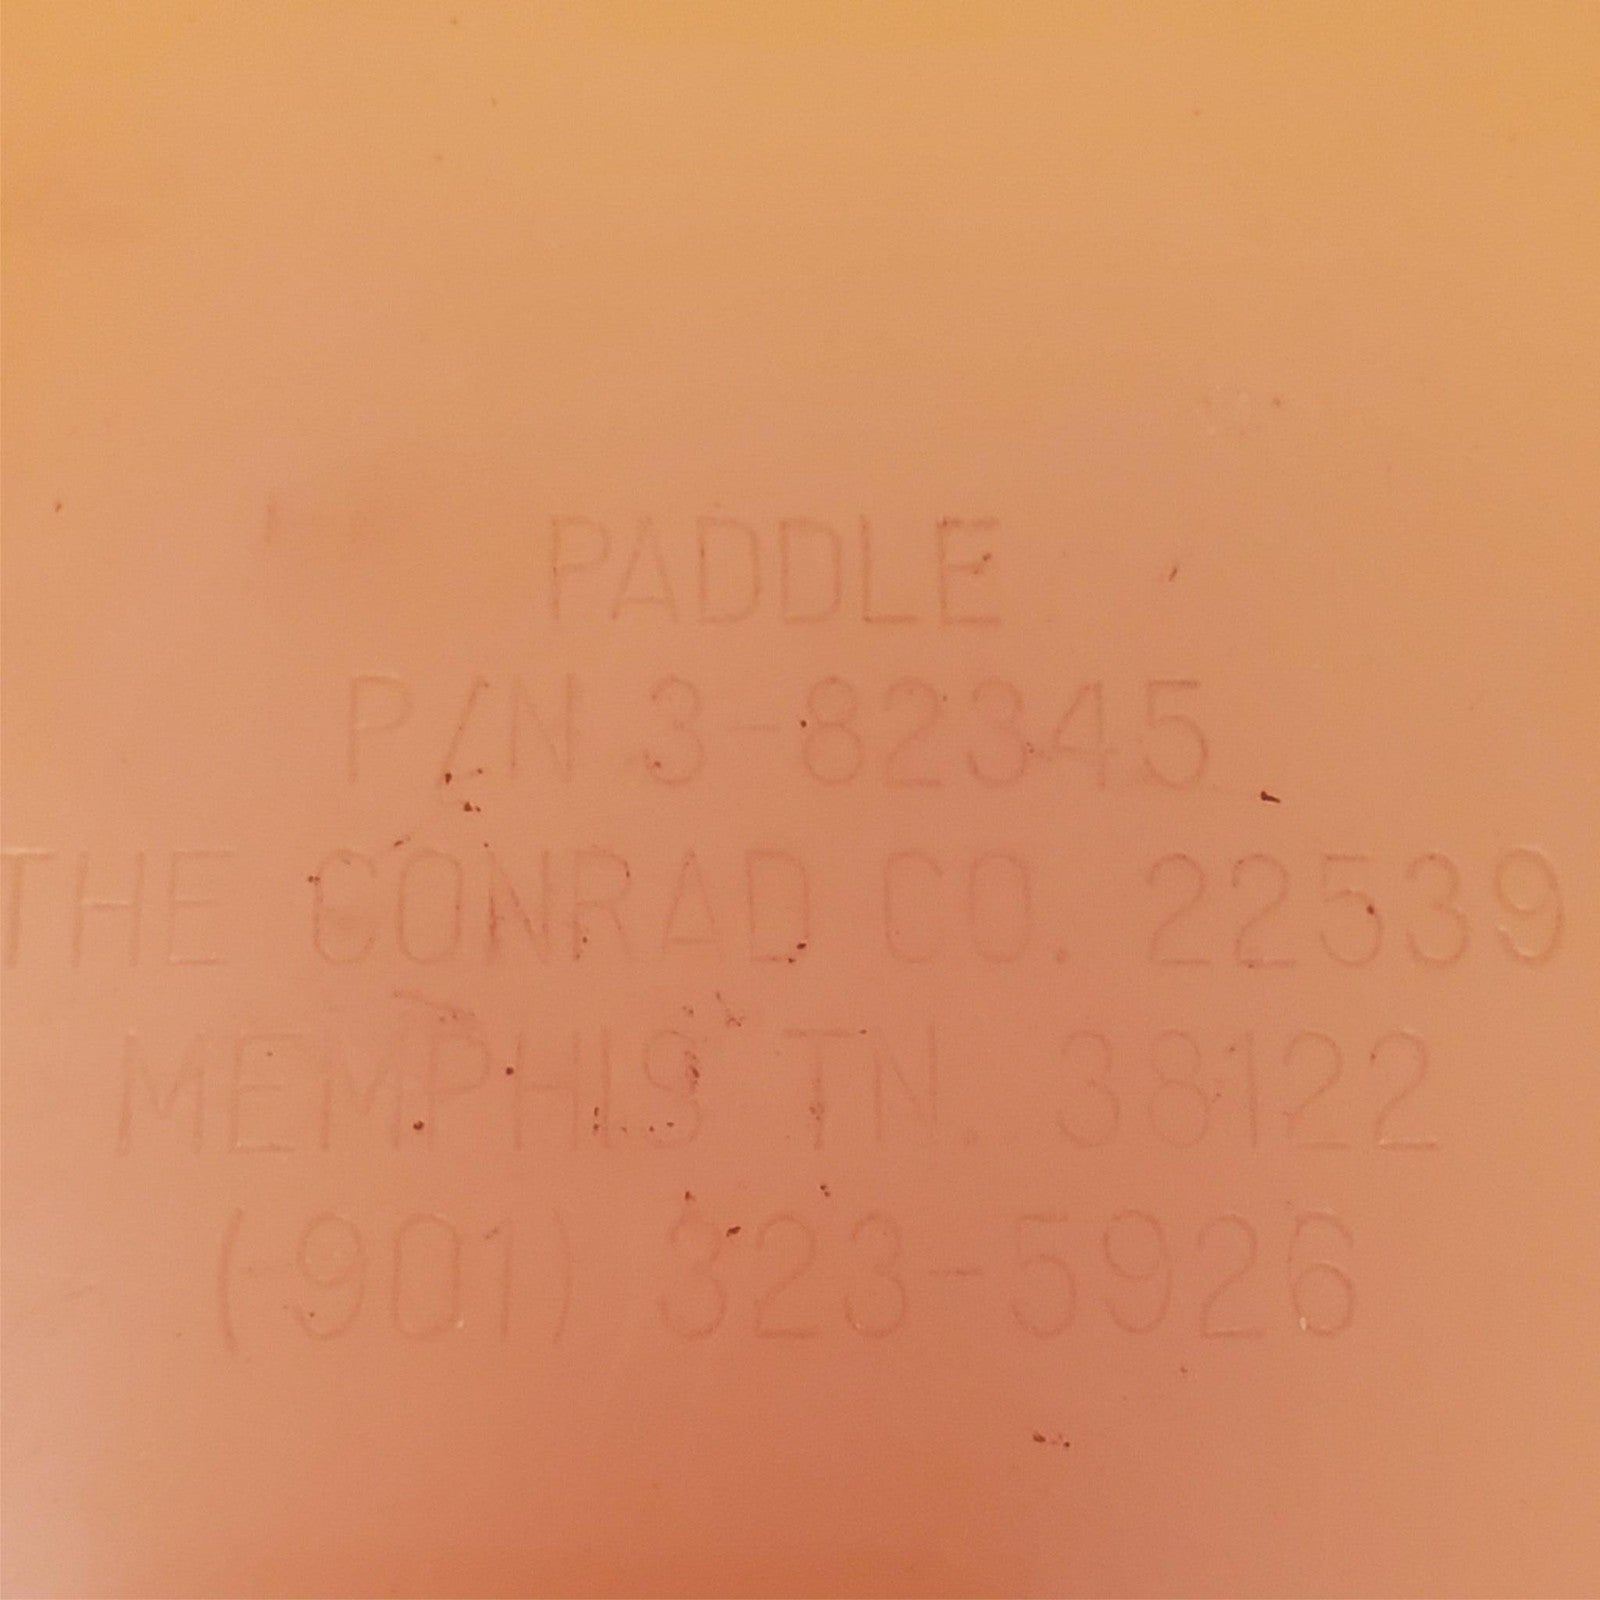 PADDLE
P/N 3-82345
THE CONRAD CO. 22539
MEMPHIS TN. 38122
(901) 323-5926